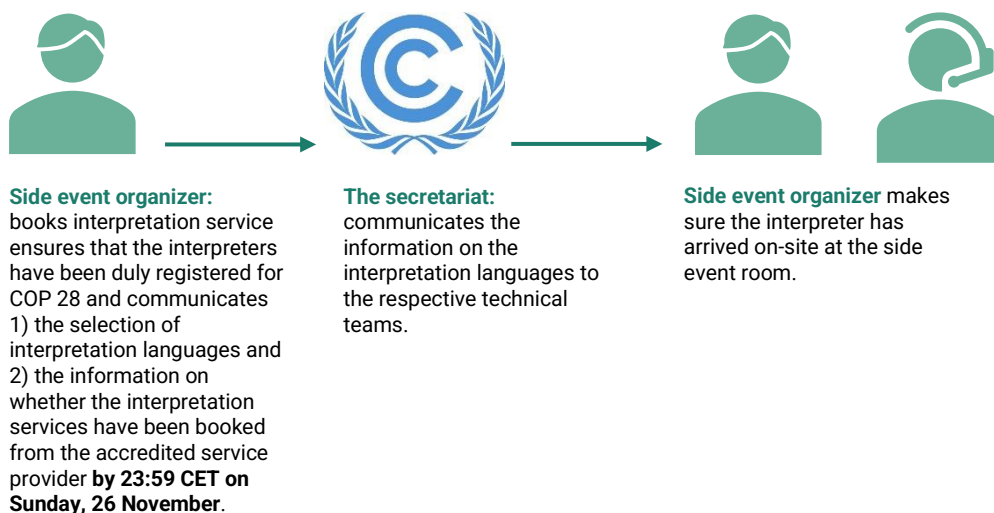 Side event organizer:
books interpretation service
ensures that the interpreters
have been duly registered for
COP 28 and communicates
1) the selection of
interpretation languages and
2) the information on
whether the interpretation
services have been booked
from the accredited service
provider by 23:59 CET on
Sunday, 26 November.
The secretariat:
communicates the
information on the
interpretation languages to
the respective technical
teams.
Side event organizer makes
sure the interpreter has
arrived on-site at the side
event room.